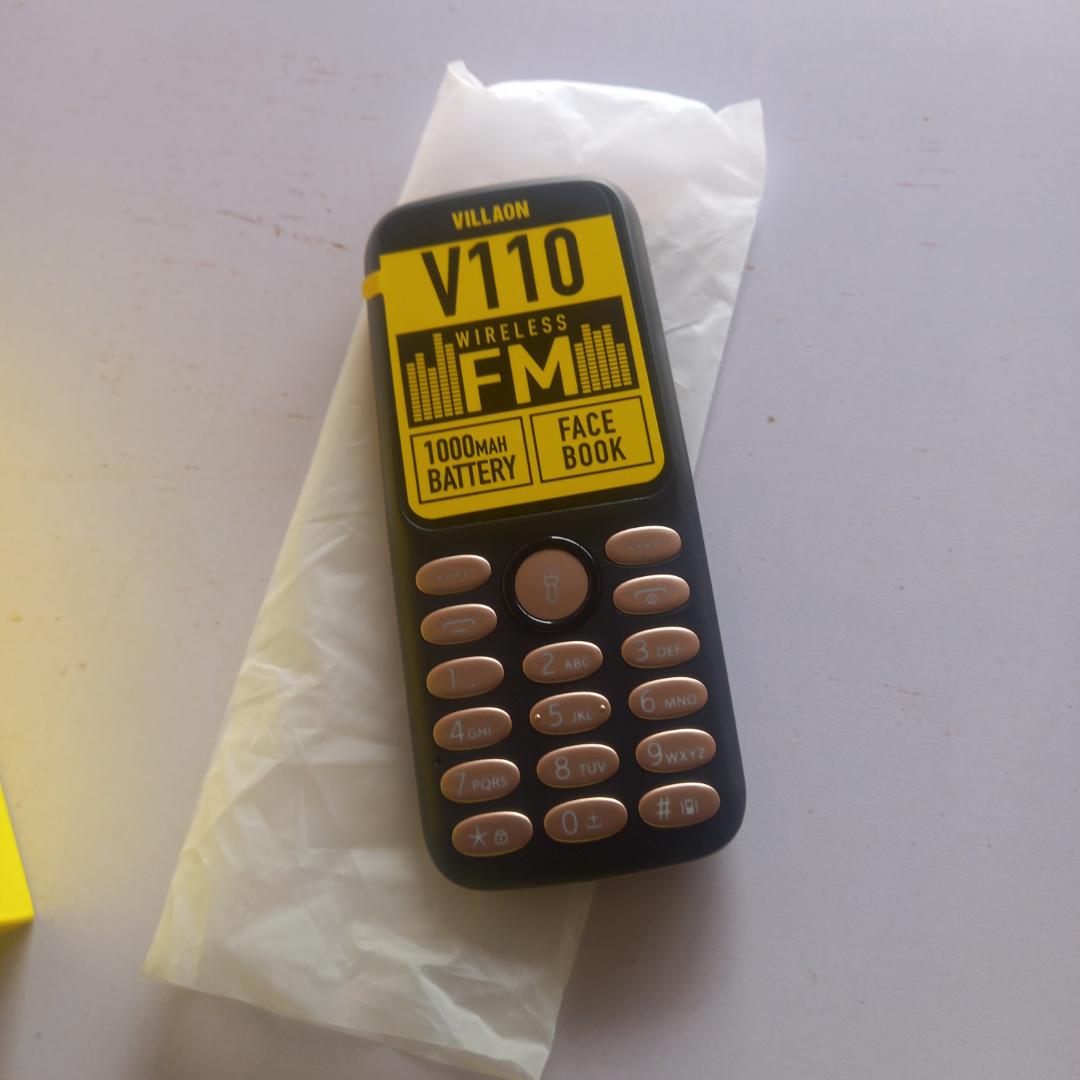 VILLAON
V110
WIRELESS
FM
1000MAH
BATTERY
FACE
BOOK
1
2 ABC
3 DEF
4 GHI
5 JKL
6 MNO
7 PQRS
8 TUV
9 WXYZ
*
0 +
#